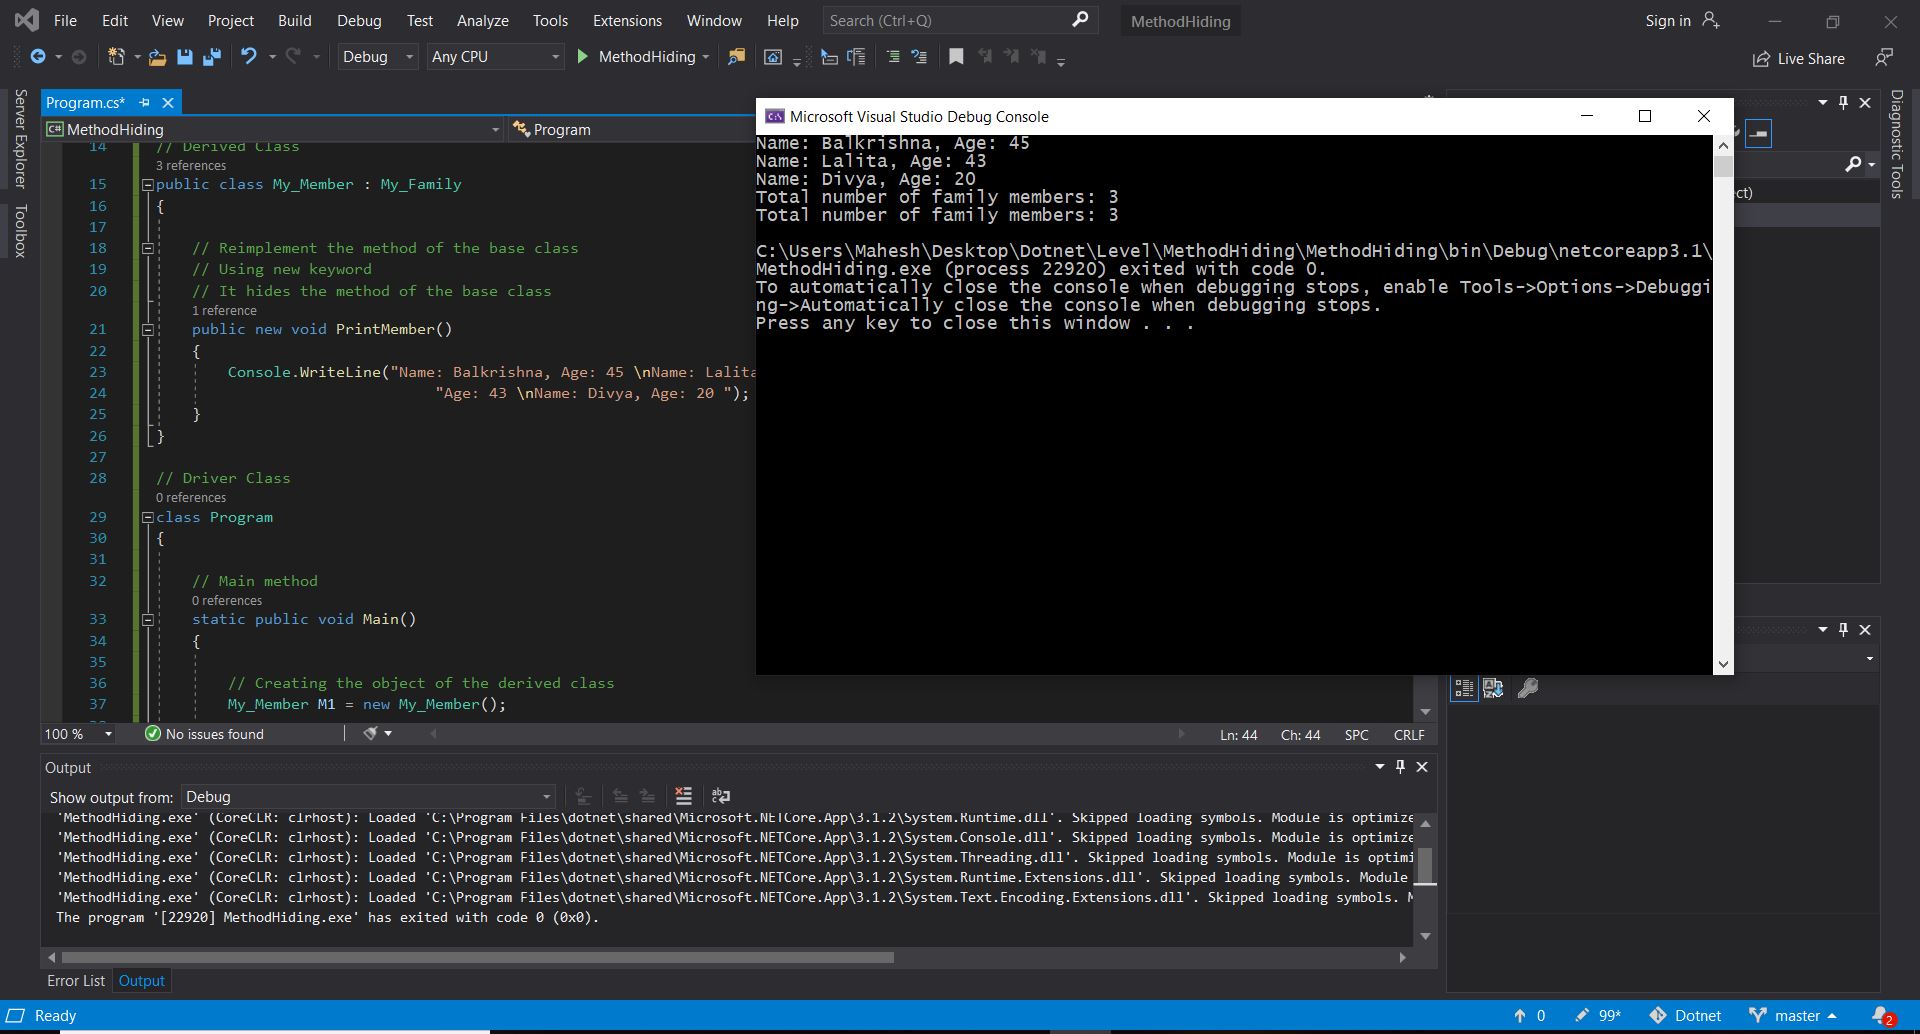 File Edit View Project Build Debug Test Analyze Tools Extensions Window Help Search (Ctrl+Q) MethodHiding Sign in
Debug Any CPU MethodHiding Live Share
Server Explorer
Toolbox
Diagnostic Tools
Program.cs*
MethodHiding Program
14 // Derived Class
3 references
15 public class My_Member : My_Family
16 {
17
18 // Reimplement the method of the base class
19 // Using new keyword
20 // It hides the method of the base class
1 reference
21 public new void PrintMember()
22 {
23 Console.WriteLine("Name: Balkrishna, Age: 45 \nName: Lalita
24 "Age: 43 \nName: Divya, Age: 20 ");
25 }
26 }
27
28 // Driver Class
0 references
29 class Program
30 {
31
32 // Main method
0 references
33 static public void Main()
34 {
35
36 // Creating the object of the derived class
37 My_Member M1 = new My_Member();
Microsoft Visual Studio Debug Console
Name: Balkrishna, Age: 45
Name: Lalita, Age: 43
Name: Divya, Age: 20
Total number of family members: 3
Total number of family members: 3
C:\Users\Mahesh\Desktop\Dotnet\Level\MethodHiding\MethodHiding\bin\Debug\netcoreapp3.1\
MethodHiding.exe (process 22920) exited with code 0.
To automatically close the console when debugging stops, enable Tools->Options->Debuggi
ng->Automatically close the console when debugging stops.
Press any key to close this window . . .
ct)
100 % No issues found Ln: 44 Ch: 44 SPC CRLF
Output
Show output from: Debug
'MethodHiding.exe' (CoreCLR: clrhost): Loaded 'C:\Program Files\dotnet\shared\Microsoft.NETCore.App\3.1.2\System.Runtime.dll'. Skipped loading symbols. Module is optimize
'MethodHiding.exe' (CoreCLR: clrhost): Loaded 'C:\Program Files\dotnet\shared\Microsoft.NETCore.App\3.1.2\System.Console.dll'. Skipped loading symbols. Module is optimize
'MethodHiding.exe' (CoreCLR: clrhost): Loaded 'C:\Program Files\dotnet\shared\Microsoft.NETCore.App\3.1.2\System.Threading.dll'. Skipped loading symbols. Module is optimi
'MethodHiding.exe' (CoreCLR: clrhost): Loaded 'C:\Program Files\dotnet\shared\Microsoft.NETCore.App\3.1.2\System.Runtime.Extensions.dll'. Skipped loading symbols. Module
'MethodHiding.exe' (CoreCLR: clrhost): Loaded 'C:\Program Files\dotnet\shared\Microsoft.NETCore.App\3.1.2\System.Text.Encoding.Extensions.dll'. Skipped loading symbols. M
The program '[22920] MethodHiding.exe' has exited with code 0 (0x0).
Error List Output
Ready 0 99* Dotnet master 2